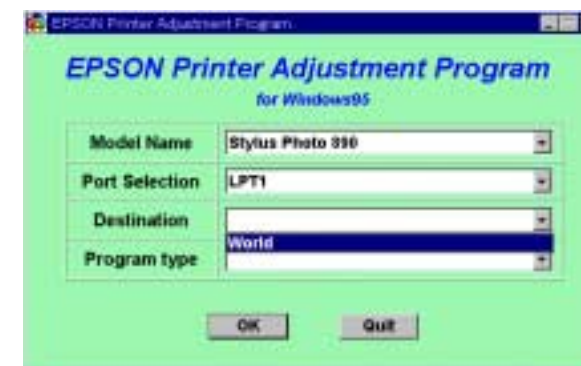 EPSON Printer Adjustment Program
EPSON Printer Adjustment Program
for Windows95
Model Name
Stylus Photo 890
Port Selection
LPT1
Destination
World
Program type
OK
Quit